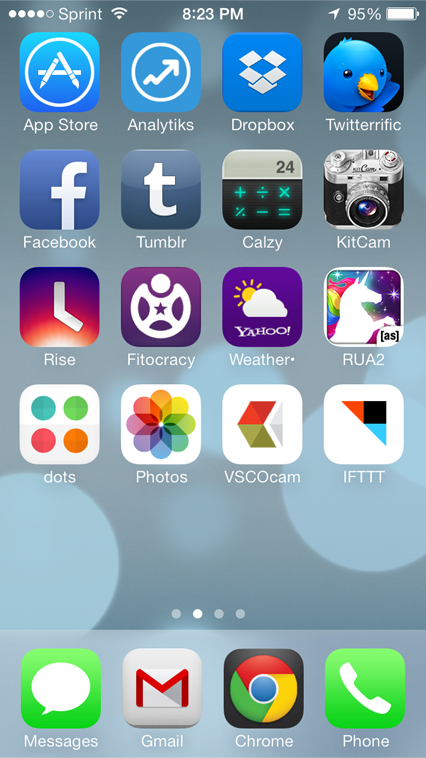 Sprint 8:23 PM 95%
App Store Analytiks Dropbox Twitterrific
24
KitCam
Facebook Tumblr Calzy KitCam
YAHOO!
[as]
Rise Fitocracy Weather• RUA2
dots Photos VSCOcam IFTTT
Messages Gmail Chrome Phone